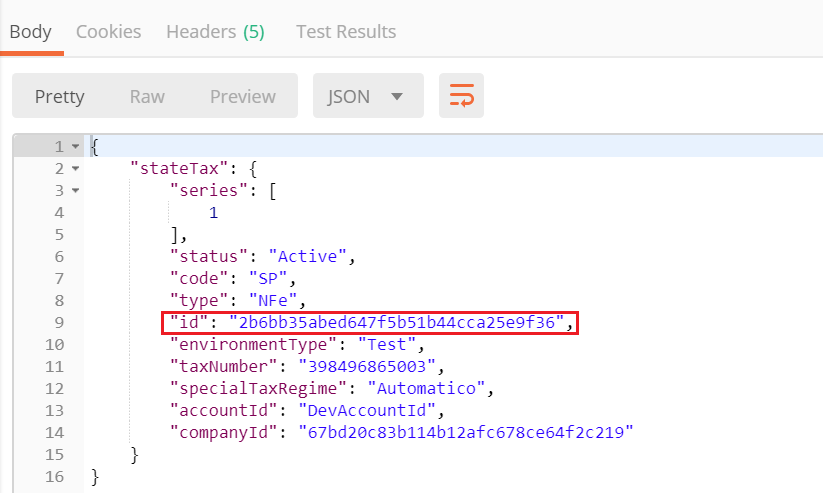 Body Cookies Headers (5) Test Results
Pretty Raw Preview JSON
1 {
2 "stateTax": {
3 "series": [
4 1
5 ],
6 "status": "Active",
7 "code": "SP",
8 "type": "NFe",
9 "id": "2b6bb35abed647f5b51b44cca25e9f36",
10 "environmentType": "Test",
11 "taxNumber": "398496865003",
12 "specialTaxRegime": "Automatico",
13 "accountId": "DevAccountId",
14 "companyId": "67bd20c83b114b12afc678ce64f2c219"
15 }
16 }